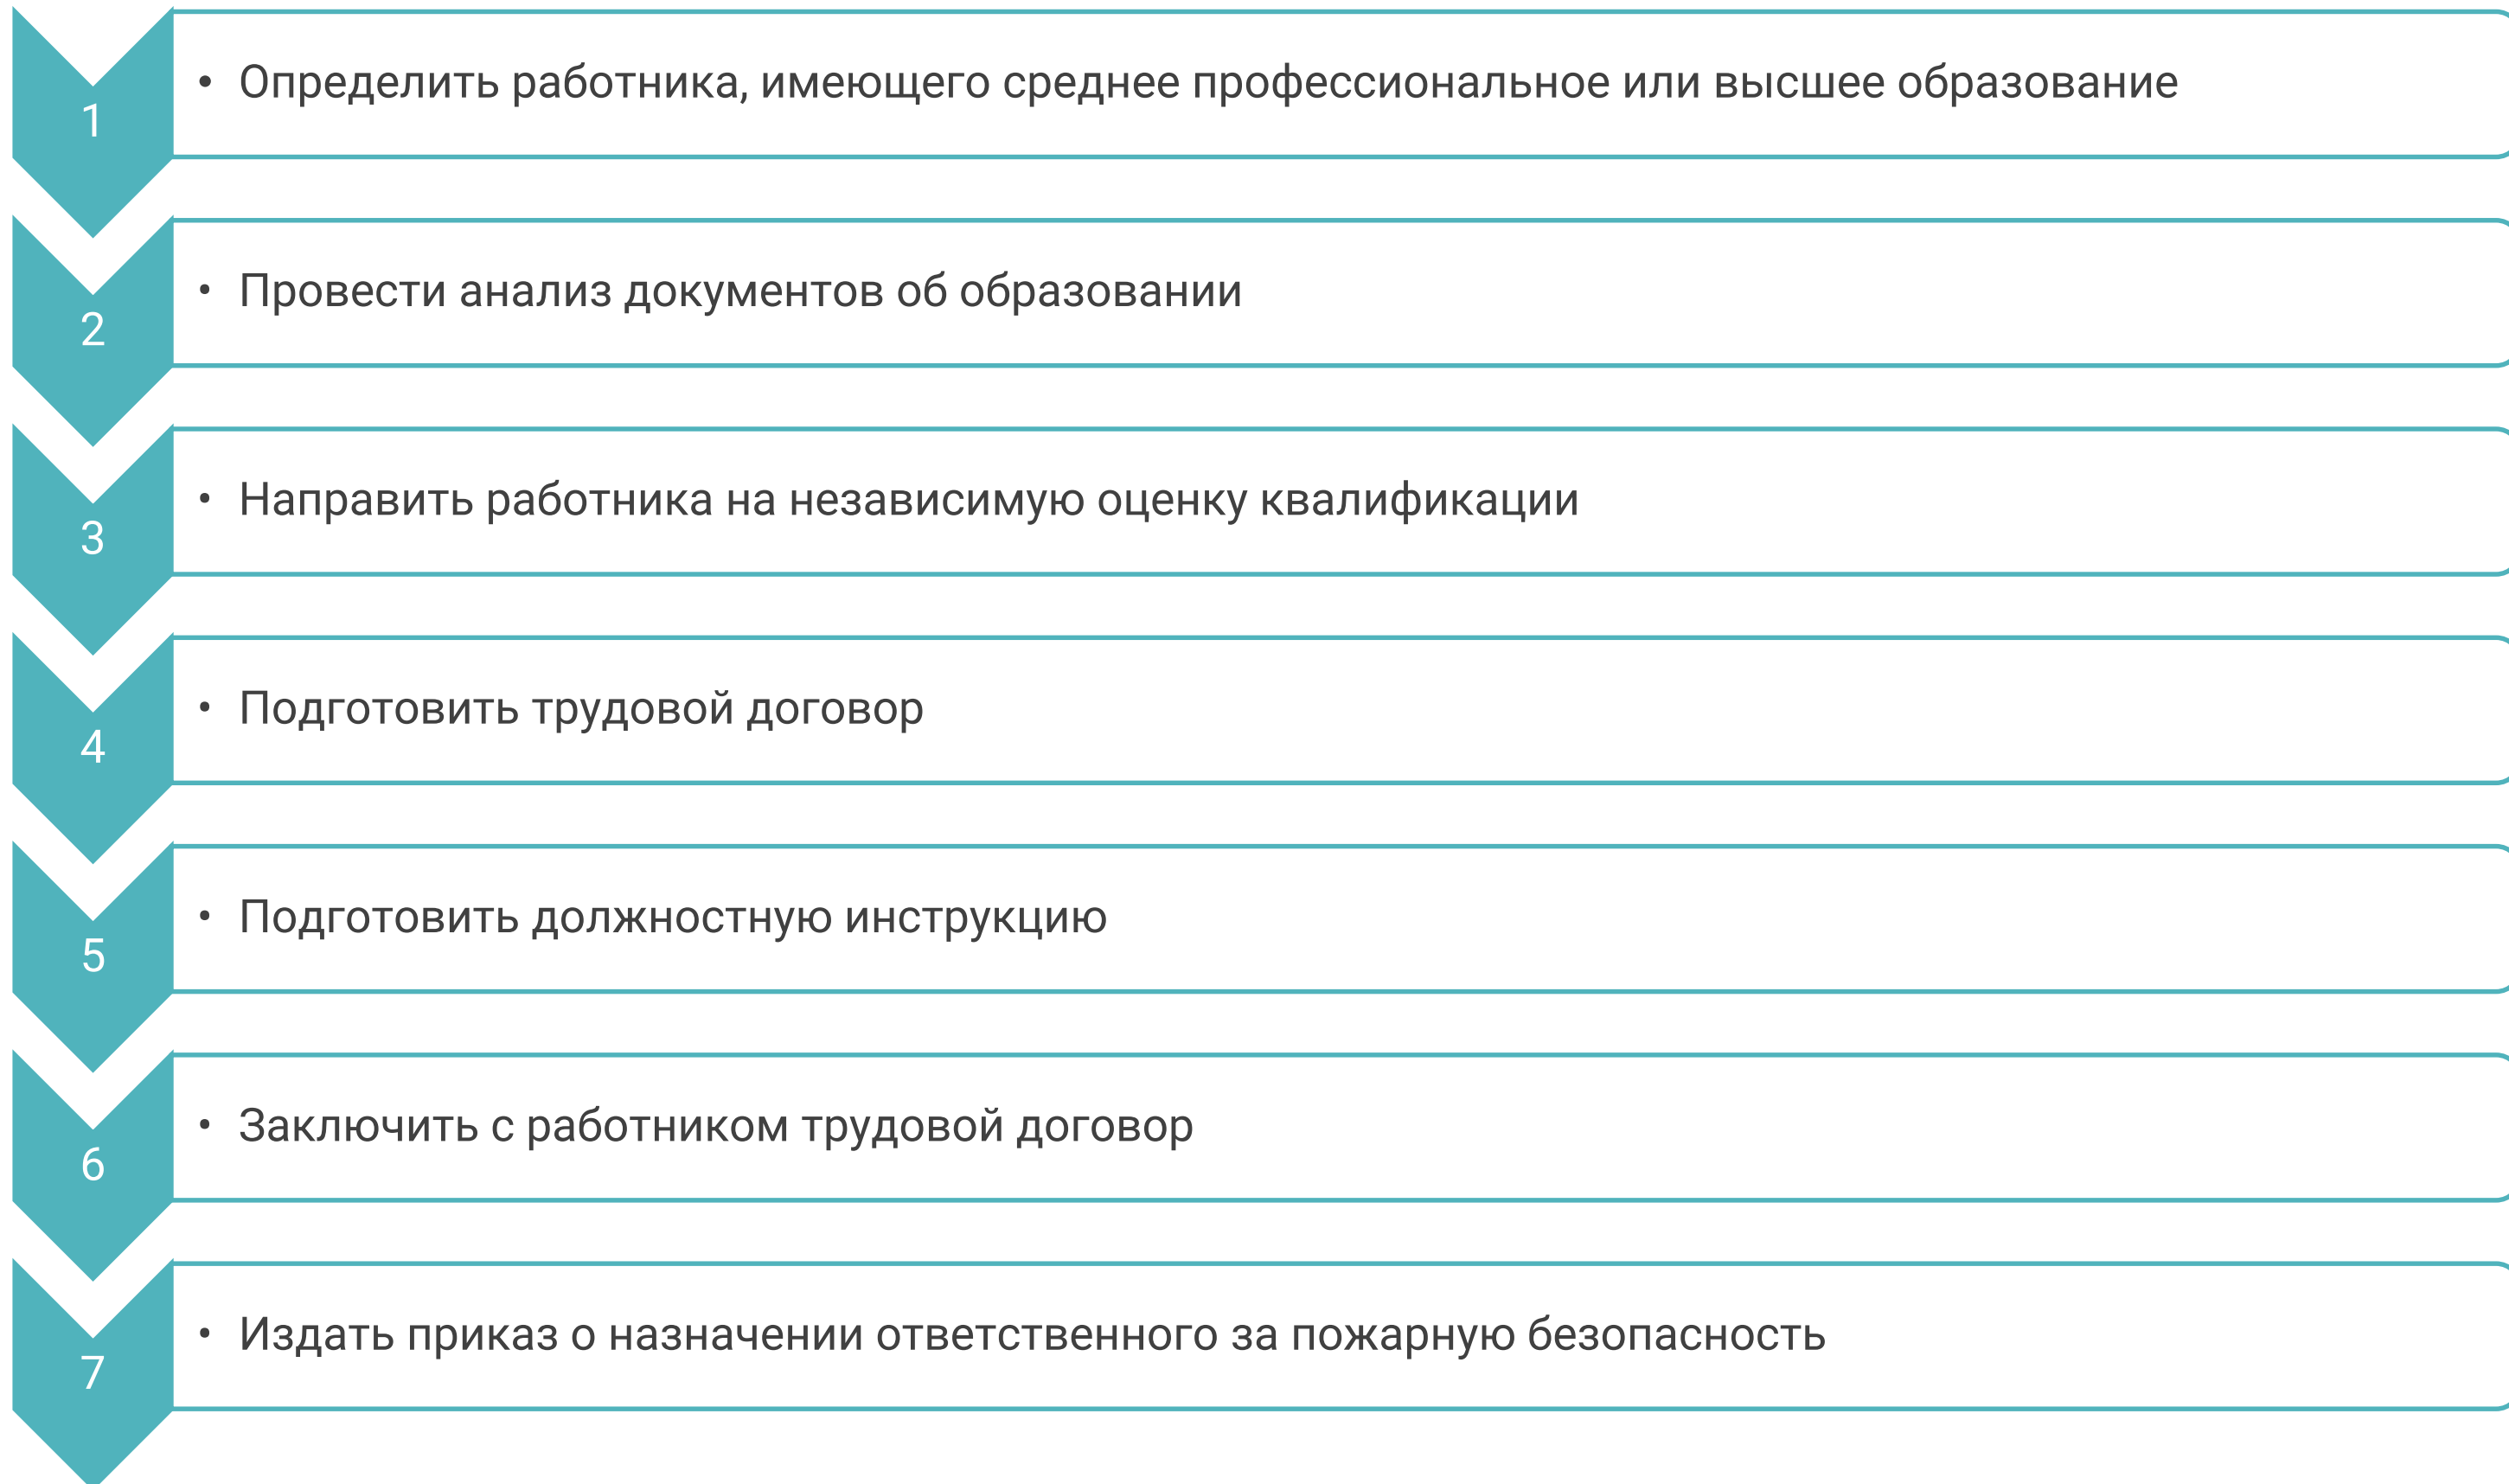 1
• Определить работника, имеющего среднее профессиональное или высшее образование
2
• Провести анализ документов об образовании
3
• Направить работника на независимую оценку квалификации
4
• Подготовить трудовой договор
5
• Подготовить должностную инструкцию
6
• Заключить с работником трудовой договор
7
• Издать приказ о назначении ответственного за пожарную безопасность